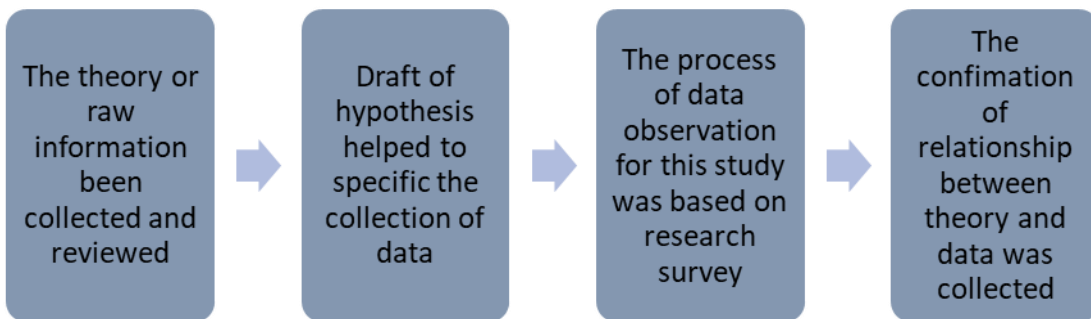 The theory or
raw
information
been
collected and
reviewed
Draft of
hypothesis
helped to
specific the
collection of
data
The process
of data
observation
for this study
was based on
research
survey
The
confimation
of
relationship
between
theory and
data was
collected